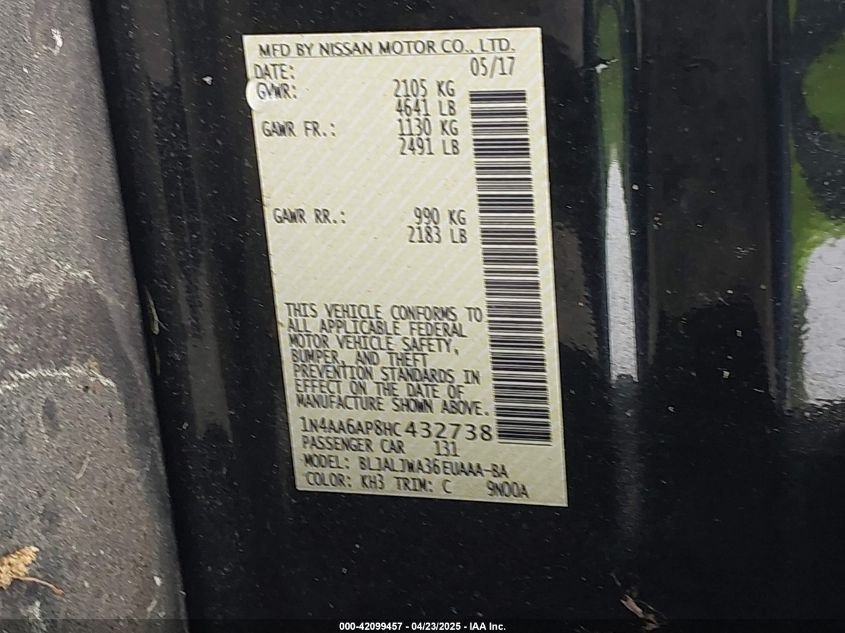 MFD BY NISSAN MOTOR CO., LTD.
DATE: 05/17
GVWR: 2105 KG
4641 LB
GAWR FR.: 1130 KG
2491 LB
GAWR RR.: 990 KG
2183 LB
THIS VEHICLE CONFORMS TO
ALL APPLICABLE FEDERAL
MOTOR VEHICLE SAFETY,
BUMPER, AND THEFT
PREVENTION STANDARDS IN
EFFECT ON THE DATE OF
MANUFACTURE SHOWN ABOVE.
1N4AA6AP8HC432738
PASSENGER CAR 131
MODEL: BLJALJWA36EUAAA-BA
COLOR: KH3 TRIM: C 9N00A
000-42099457 - 04/23/2025 - IAA Inc.